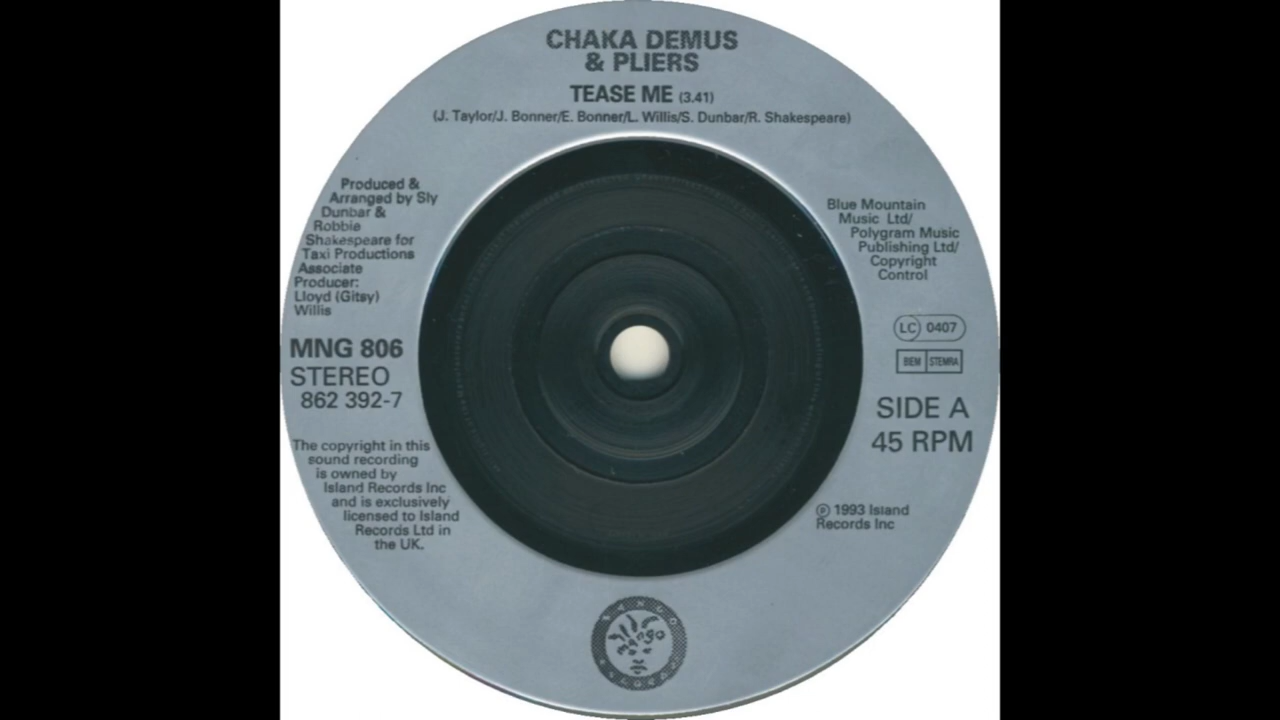 CHAKA DEMUS
& PLIERS
TEASE ME (3.41)
(J. Taylor/J. Bonner/E. Bonner/L. Willis/S. Dunbar/R. Shakespeare)
Produced &
Arranged by Sly
Dunbar &
Robbie
Shakespeare for
Taxi Productions
Associate
Producer:
Lloyd (Gitsy)
Willis
MNG 806
STEREO
862 392-7
The copyright in this
sound recording
is owned by
Island Records Inc
and is exclusively
licensed to Island
Records Ltd in
the UK.
Blue Mountain
Music Ltd/
Polygram Music
Publishing Ltd/
Copyright
Control
LC 0407
BIEM STEMRA
SIDE A
45 RPM
℗ 1993 Island
Records Inc
mango